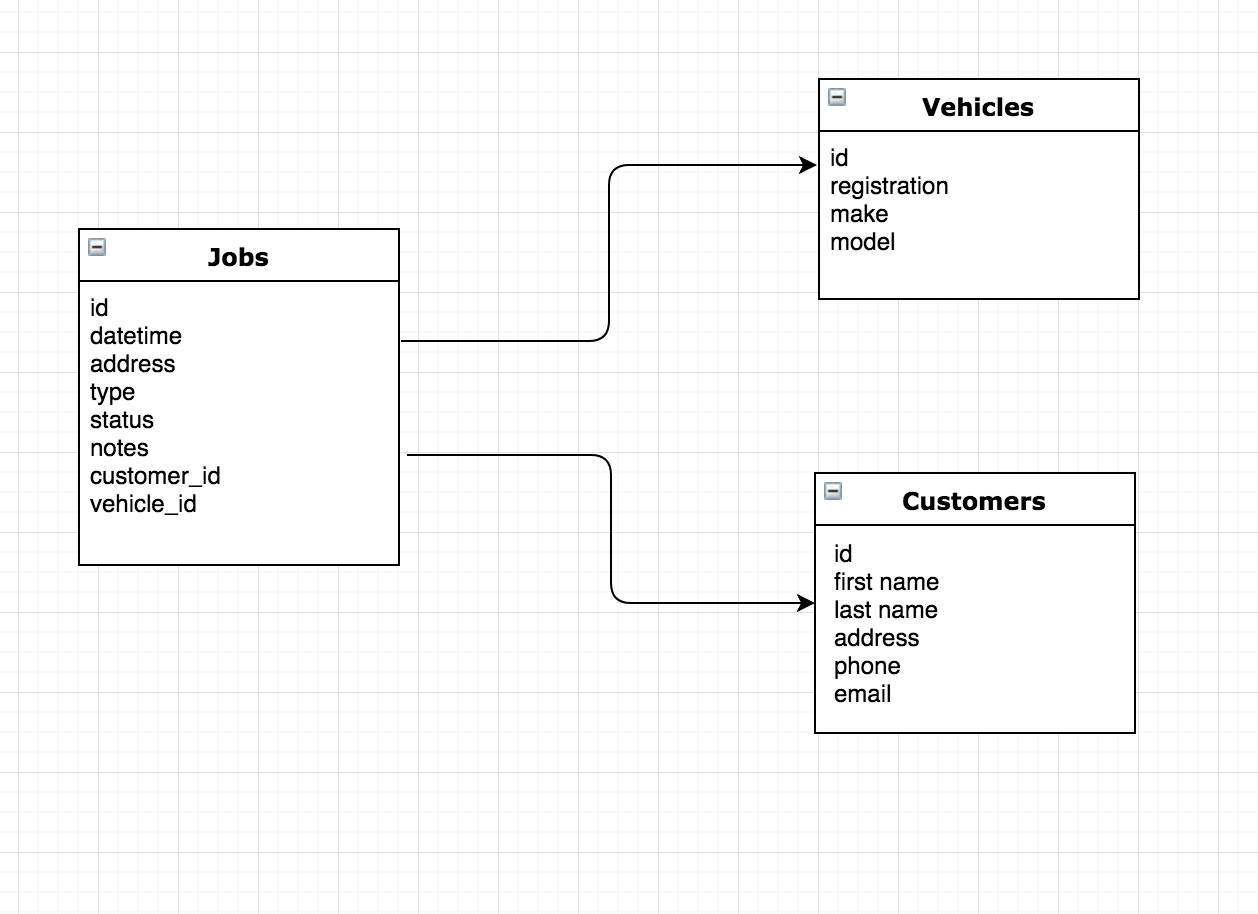 Jobs
id
datetime
address
type
status
notes
customer_id
vehicle_id
Vehicles
id
registration
make
model
Customers
id
first name
last name
address
phone
email